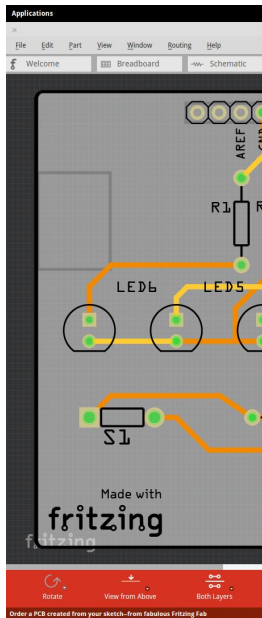 Applications
File Edit Part View Window Routing Help
Welcome Breadboard Schematic
AREF
R1
LED6 LED5
S1
Made with
fritzing
fritzing
Rotate View from Above Both Layers
Order a PCB created from your sketch--from fabulous Fritzing Fab